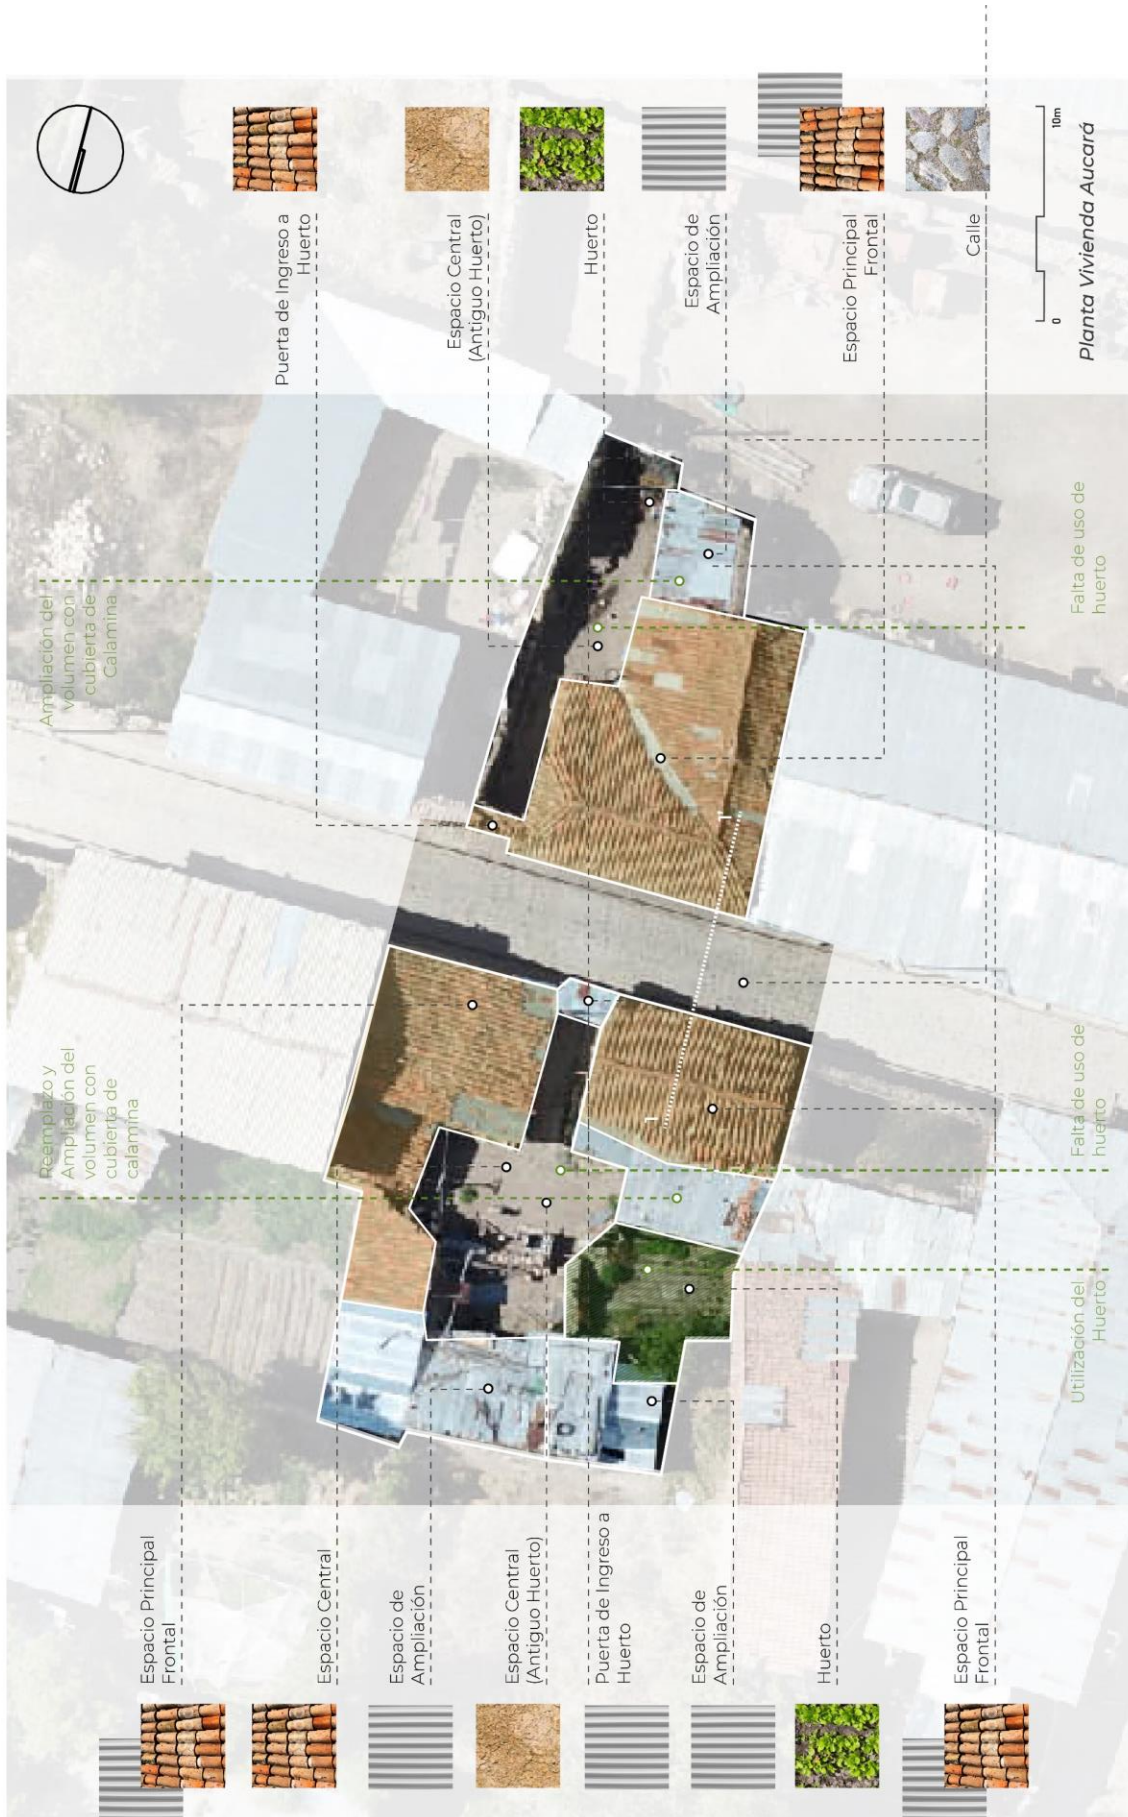 Puerta de Ingreso a
Huerto
Espacio Central
(Antiguo Huerto)
Huerto
Espacio de
Ampliación
Espacio Principal
Frontal
Calle
0
10m
Planta Vivienda Aucará
Ampliación del
volumen con
cubierta de
Calamina
Falta de uso de
huerto
Reemplazo y
Ampliación del
volumen con
cubierta de
calamina
Falta de uso de
huerto
Utilización del
Huerto
1
1
Espacio Principal
Frontal
Espacio Central
Espacio de
Ampliación
Espacio Central
(Antiguo Huerto)
Puerta de Ingreso a
Huerto
Espacio de
Ampliación
Huerto
Espacio Principal
Frontal